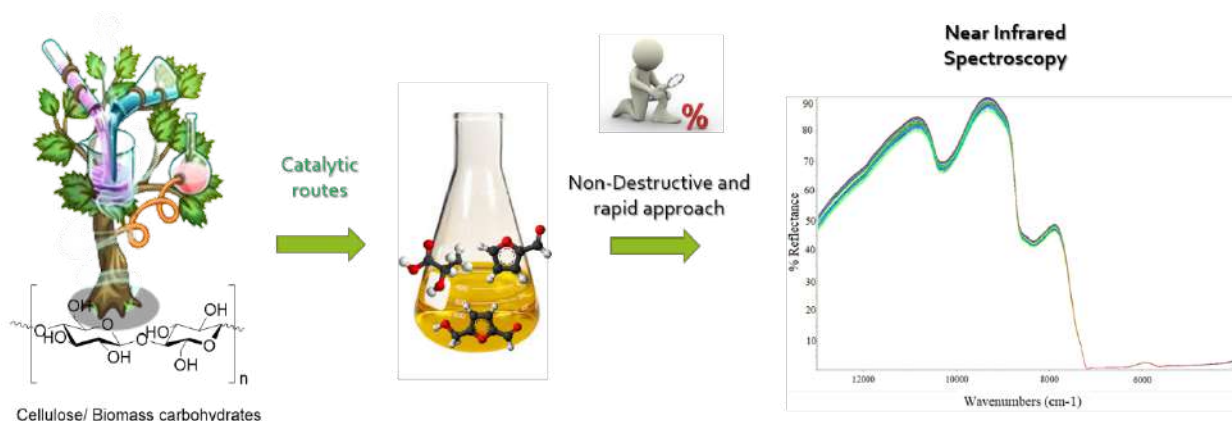 Near Infrared
Spectroscopy
%
Catalytic
routes
Non-Destructive and
rapid approach
90
80
70
60
50
40
30
20
10
% Reflectance
12000
10000
8000
6000
Wavenumbers (cm-1)
OH
OH
O
HO
OH
O
HO
O
OH
OH
n
Cellulose/ Biomass carbohydrates